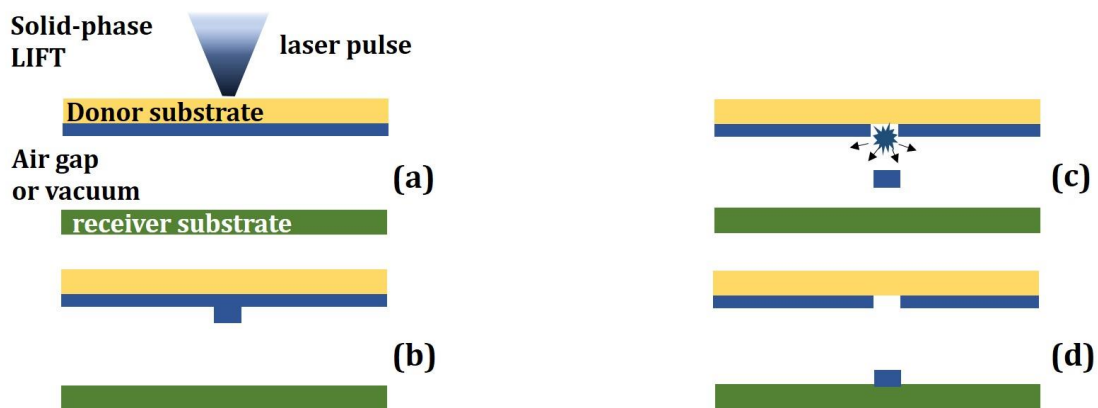 Solid-phase
LIFT
laser pulse
Donor substrate
Air gap
or vacuum
(a)
receiver substrate
(b)
(c)
(d)